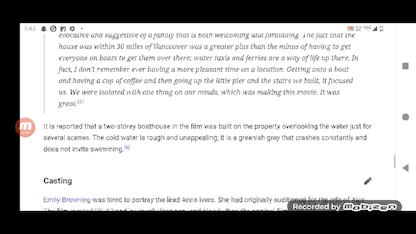 7:45
evocative and suggestive of a family that is both welcoming and forbidding. The fact that the
house was within 30 miles of Vancouver was a greater plus than the minus of having to get
everyone on boats to get them over there; water taxis and ferries are a way of life up there. In
fact, I don't remember ever having a more pleasant time on a location. Getting onto a boat
and having a cup of coffee and then going up the little pier and the stairs we built, it focused
us. We were isolated with one thing on our minds, which was making this movie. It was
great.[5]
It is reported that a two-storey boathouse in the film was built on the property overlooking the water just for
several scenes. The cold water is rough and unappealing; it is a greenish grey that crashes constantly and
does not invite swimming.[6]
Casting
Emily Browning was hired to portray the lead Anna Ivers. She had originally auditioned for the role of Alex
Recorded by mobizen